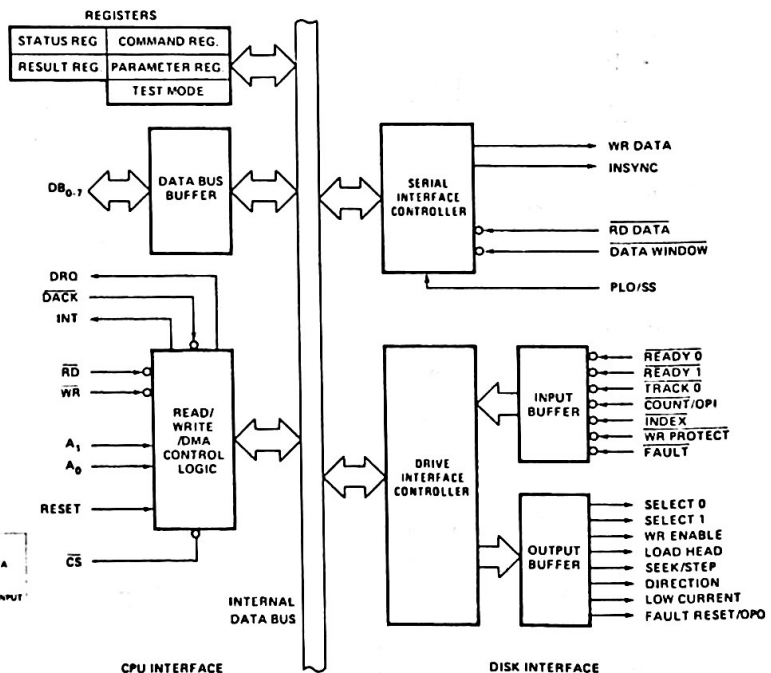 REGISTERS
STATUS REG
COMMAND REG.
RESULT REG.
PARAMETER REG.
TEST MODE
DB0-7
DATA BUS
BUFFER
DRQ
DACK
INT
RD
WR
A1
A0
RESET
CS
READ/
WRITE
/DMA
CONTROL
LOGIC
A
INPUT
INTERNAL
DATA BUS
CPU INTERFACE
SERIAL
INTERFACE
CONTROLLER
WR DATA
INSYNC
RD DATA
DATA WINDOW
PLO/SS
DRIVE
INTERFACE
CONTROLLER
INPUT
BUFFER
READY 0
READY 1
TRACK 0
COUNT/OPI
INDEX
WR PROTECT
FAULT
OUTPUT
BUFFER
SELECT 0
SELECT 1
WR ENABLE
LOAD HEAD
SEEK/STEP
DIRECTION
LOW CURRENT
FAULT RESET/OPO
DISK INTERFACE